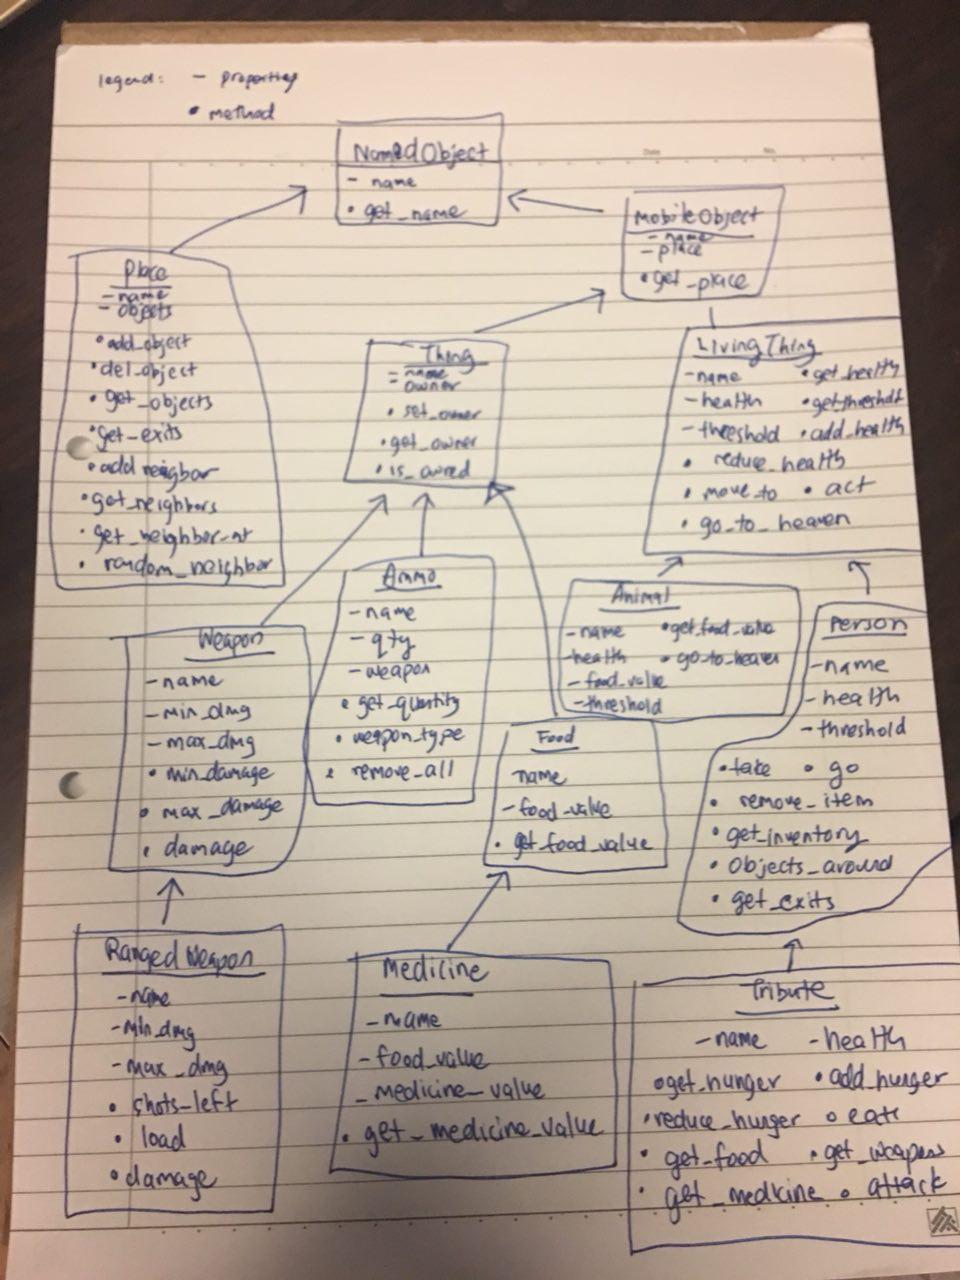 legend: - properties
• method
NamedObject
- name
• get_name
MobileObject
- name
- place
• get_place
Place
- name
- objects
• add_object
• del_object
• get_objects
• get_exits
• add neighbor
• get_neighbors
• get_neighbor_at
• random_neighbor
Thing
- name
- owner
• set_owner
• get_owner
• is_owned
LivingThing
- name • get_health
- health • get_threshold
- threshold • add_health
• reduce_health
• move_to • act
• go_to_heaven
Weapon
- name
- min_dmg
- max_dmg
• min_damage
• max_damage
• damage
Ammo
- name
- qty
- weapon
• get_quantity
• weapon_type
• remove_all
Animal
- name • get_food_value
- health • go_to_heaven
- food_value
- threshold
Person
- name
- health
- threshold
• take • go
• remove_item
• get_inventory
• objects_around
• get_exits
Food
name
- food_value
• get_food_value
Ranged Weapon
- name
- min_dmg
- max_dmg
• shots_left
• load
• damage
Medicine
- name
- food_value
- medicine_value
• get_medicine_value
Tribute
- name - health
• get_hunger • add_hunger
• reduce_hunger • eat
• get_food • get_weapons
• get_medicine • attack